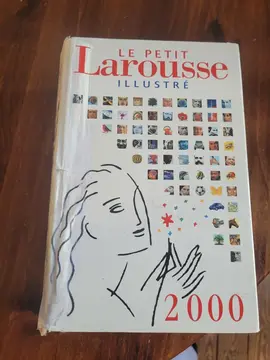 LE PETIT
Larousse
ILLUSTRÉ
2000